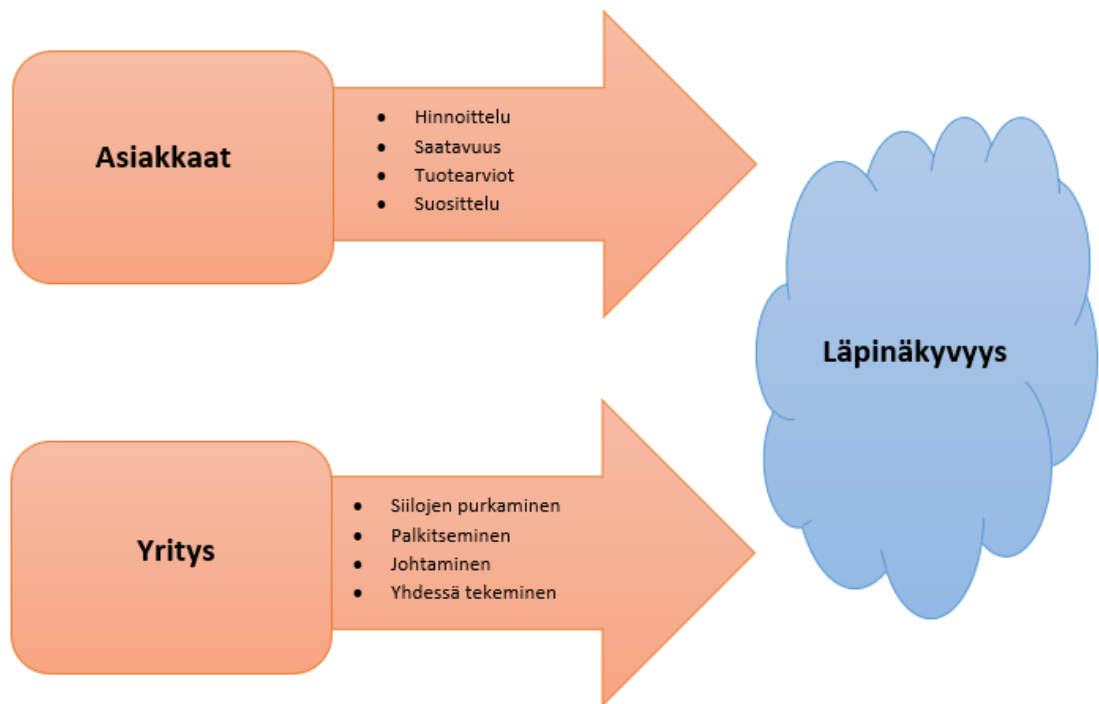 Asiakkaat
• Hinnoittelu
• Saatavuus
• Tuotearviot
• Suosittelu
Läpinäkyvyys
Yritys
• Siilojen purkaminen
• Palkitseminen
• Johtaminen
• Yhdessä tekeminen